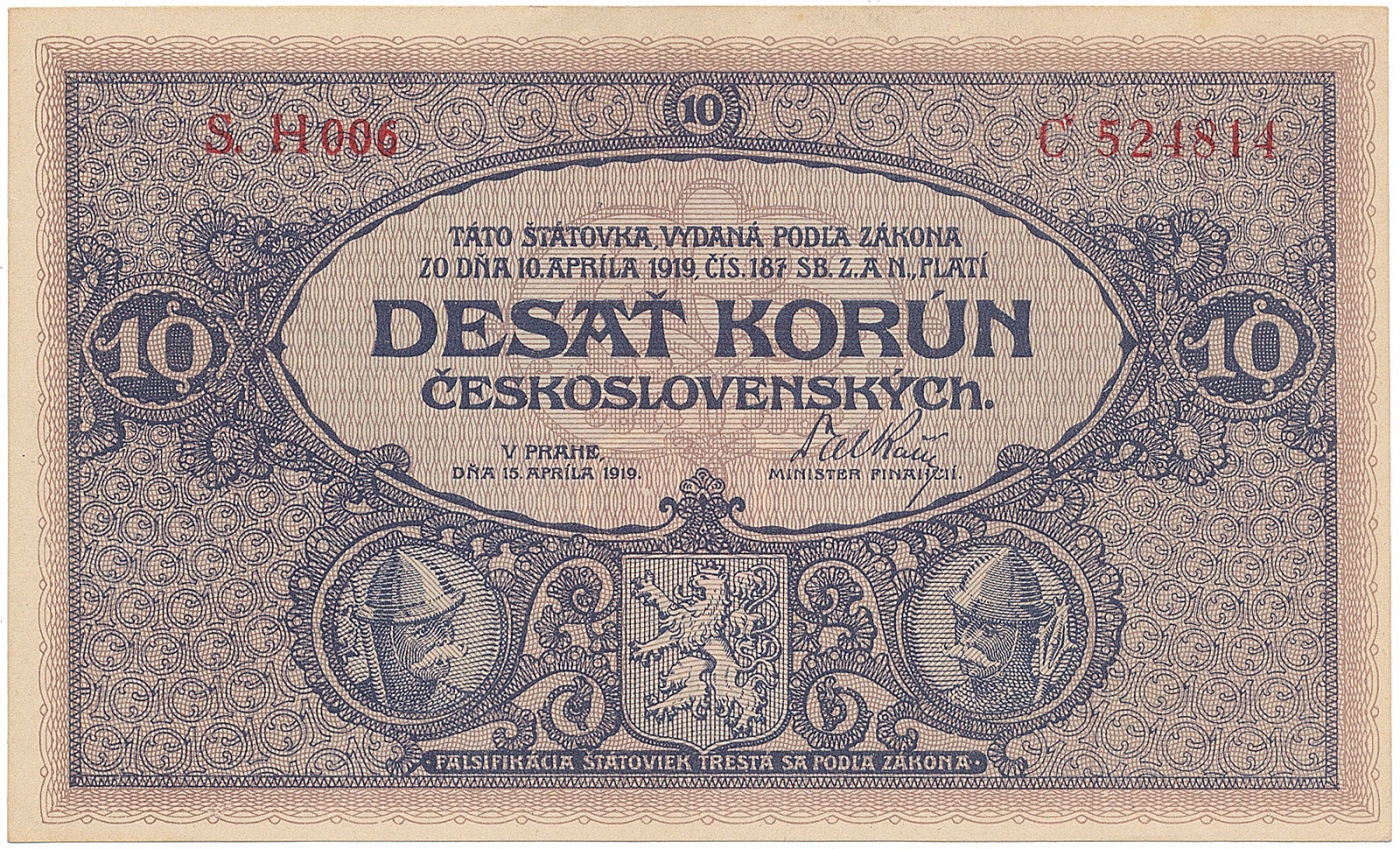 10
S. H006 C 524814
TÁTO ŠTÁTOVKA, VYDANÁ PODĽA ZÁKONA
ZO DŇA 10. APRÍLA 1919, ČÍS. 187 SB. Z. A N., PLATÍ
10 DESAŤ KORÚN 10
ČESKOSLOVENSKÝCh.
V PRAHE,
DŇA 15. APRÍLA 1919.
MINISTER FINANCIÍ.
FALSIFIKÁCIA ŠTÁTOVIEK TRESTÁ SA PODĽA ZÁKONA